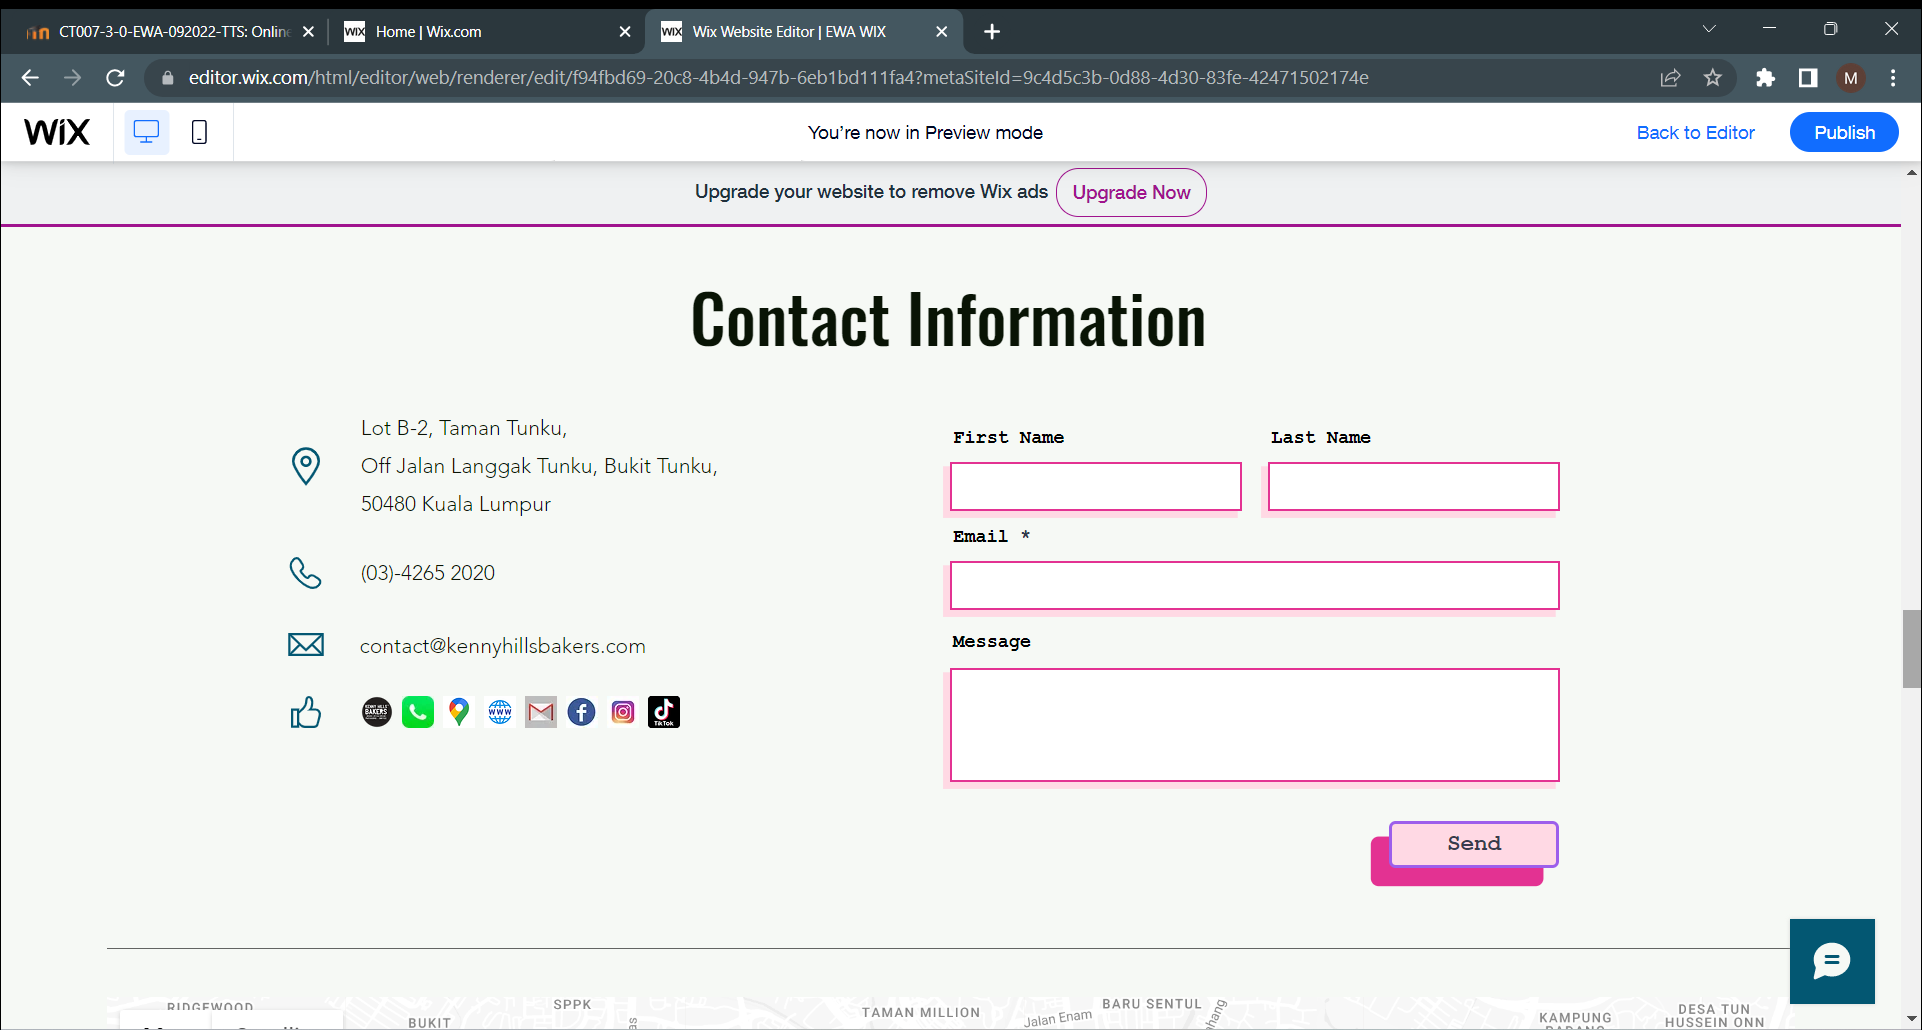 CT007-3-0-EWA-092022-TTS: Online
WIX Home | Wix.com
WIX Wix Website Editor | EWA WIX
editor.wix.com/html/editor/web/renderer/edit/f94fbd69-20c8-4b4d-947b-6eb1bd111fa4?metaSiteId=9c4d5c3b-0d88-4d30-83fe-42471502174e
M
WIX
You're now in Preview mode
Back to Editor
Publish
Upgrade your website to remove Wix ads
Upgrade Now
Contact Information
Lot B-2, Taman Tunku,
Off Jalan Langgak Tunku, Bukit Tunku,
50480 Kuala Lumpur
(03)-4265 2020
contact@kennyhillsbakers.com
BAKERS
WWW
TikTok
First Name
Last Name
Email *
Message
Send
RIDGEWOOD
SPPK
BUKIT
TAMAN MILLION
Jalan Enam
BARU SENTUL
KAMPUNG
DESA TUN
HUSSEIN ONN